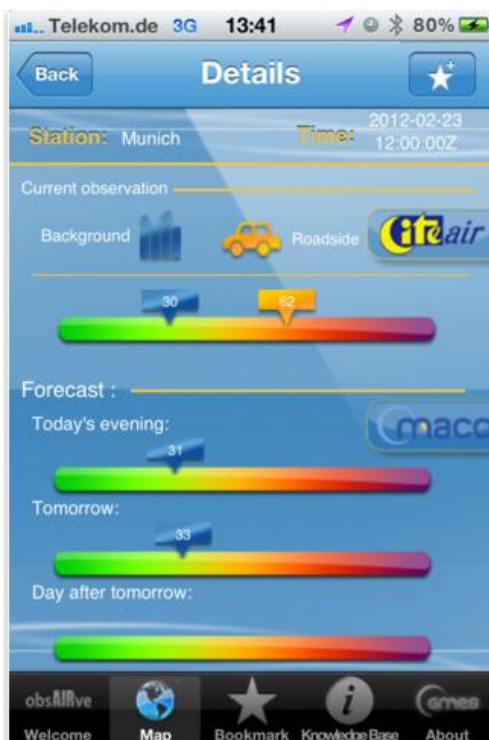 Telekom.de 3G 13:41 80%
Back Details
Station: Munich Time: 2012-02-23
12:00:00Z
Current observation
Background Roadside citeair
30 62
Forecast :
Today's evening:
maco
31
Tomorrow:
33
Day after tomorrow:
obsAIRve i Gmes
Welcome Map Bookmark Knowledge Base About